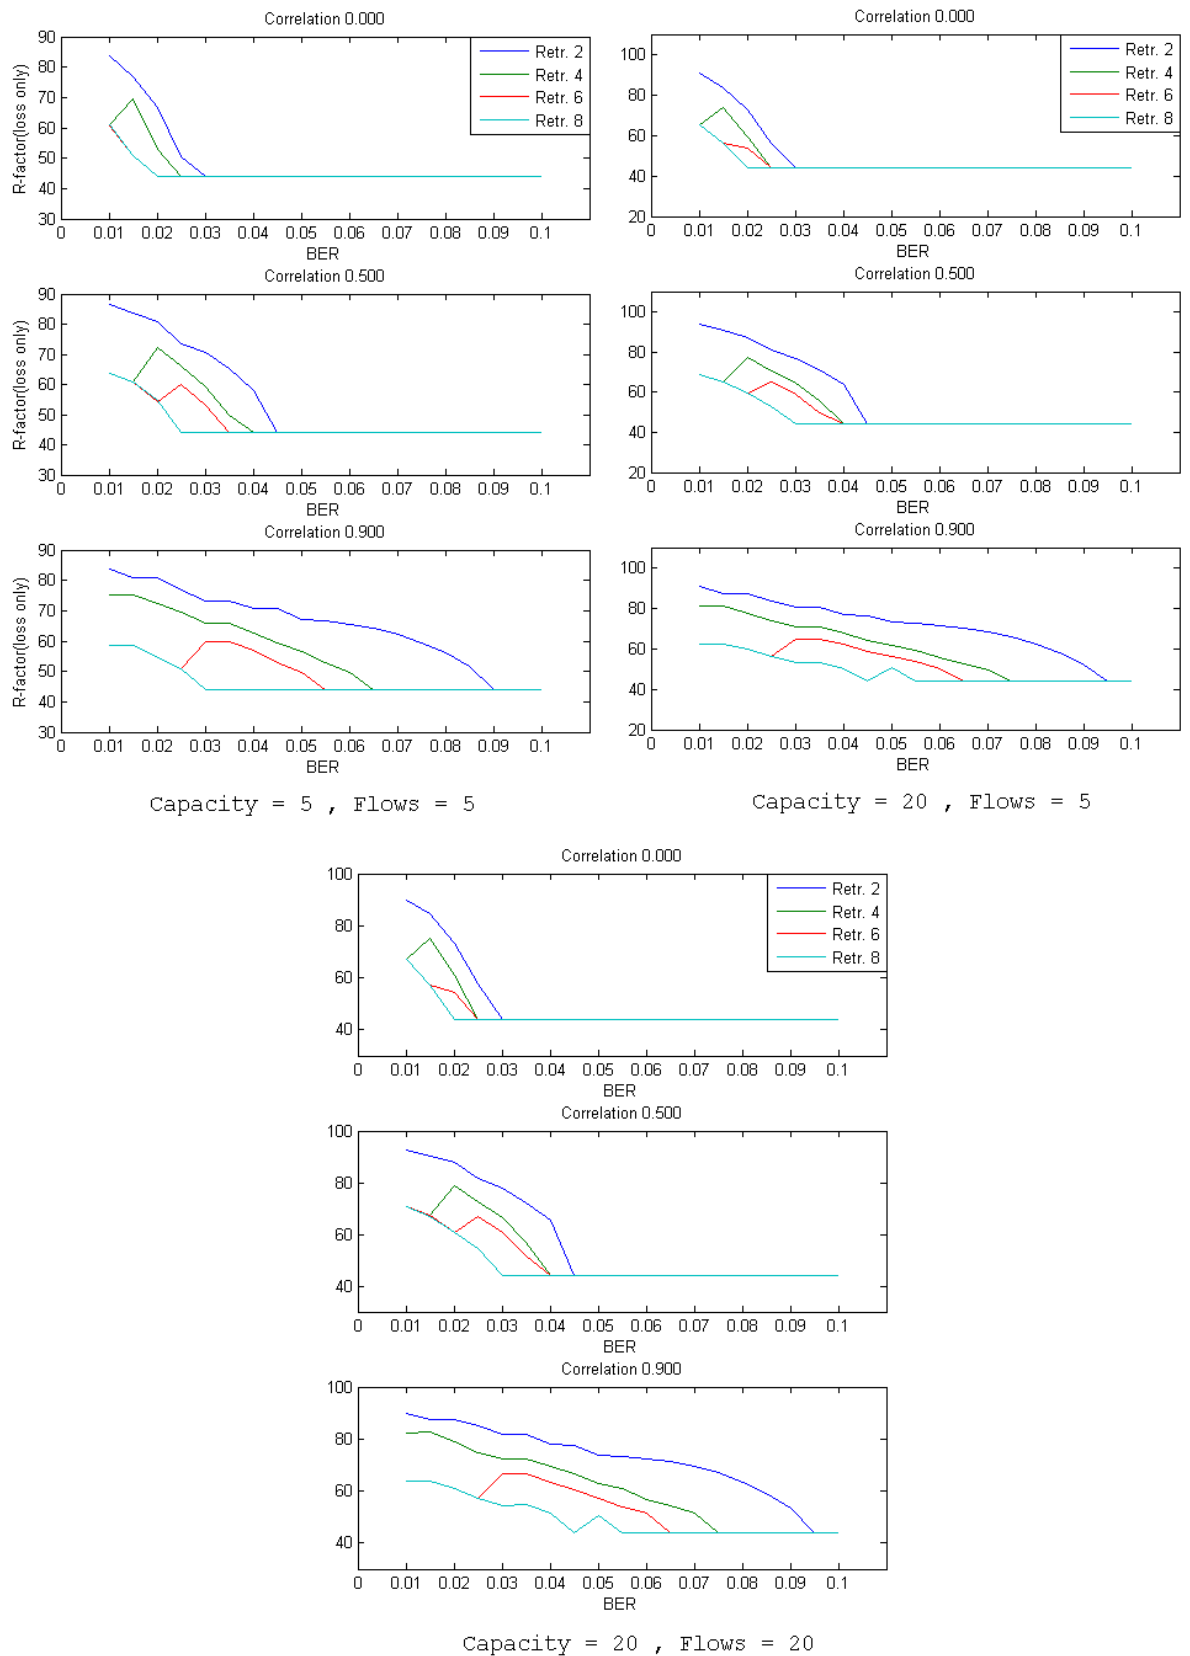 Correlation 0.000
R-factor(loss only)
90
80
70
60
50
40
30
Retr. 2
Retr. 4
Retr. 6
Retr. 8
0 0.01 0.02 0.03 0.04 0.05 0.06 0.07 0.08 0.09 0.1
BER
Correlation 0.500
R-factor(loss only)
90
80
70
60
50
40
30
0 0.01 0.02 0.03 0.04 0.05 0.06 0.07 0.08 0.09 0.1
BER
Correlation 0.900
R-factor(loss only)
90
80
70
60
50
40
30
0 0.01 0.02 0.03 0.04 0.05 0.06 0.07 0.08 0.09 0.1
BER
Capacity = 5 , Flows = 5
Correlation 0.000
100
80
60
40
20
Retr. 2
Retr. 4
Retr. 6
Retr. 8
0 0.01 0.02 0.03 0.04 0.05 0.06 0.07 0.08 0.09 0.1
BER
Correlation 0.500
100
80
60
40
20
0 0.01 0.02 0.03 0.04 0.05 0.06 0.07 0.08 0.09 0.1
BER
Correlation 0.900
100
80
60
40
20
0 0.01 0.02 0.03 0.04 0.05 0.06 0.07 0.08 0.09 0.1
BER
Capacity = 20 , Flows = 5
Correlation 0.000
100
80
60
40
Retr. 2
Retr. 4
Retr. 6
Retr. 8
0 0.01 0.02 0.03 0.04 0.05 0.06 0.07 0.08 0.09 0.1
BER
Correlation 0.500
100
80
60
40
0 0.01 0.02 0.03 0.04 0.05 0.06 0.07 0.08 0.09 0.1
BER
Correlation 0.900
100
80
60
40
0 0.01 0.02 0.03 0.04 0.05 0.06 0.07 0.08 0.09 0.1
BER
Capacity = 20 , Flows = 20